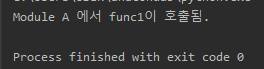 Module A 에서 func1이 호출됨.
Process finished with exit code 0